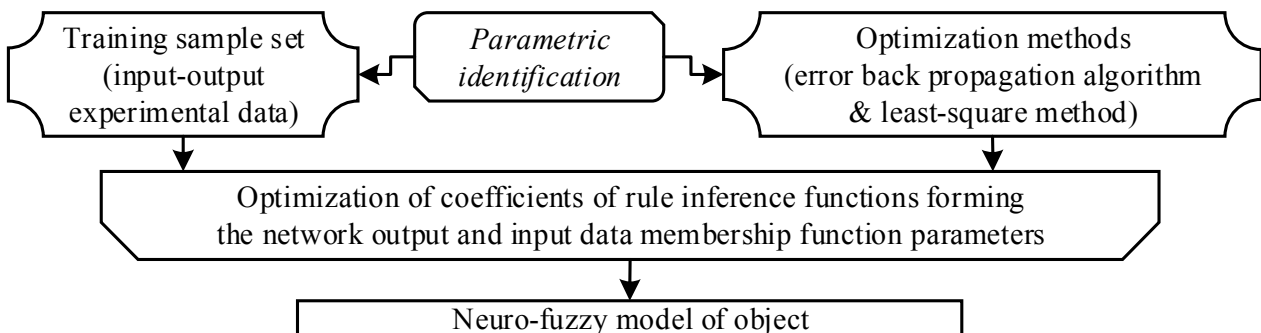 Training sample set
(input-output
experimental data)
Parametric
identification
Optimization methods
(error back propagation algorithm
& least-square method)
Optimization of coefficients of rule inference functions forming
the network output and input data membership function parameters
Neuro-fuzzy model of object